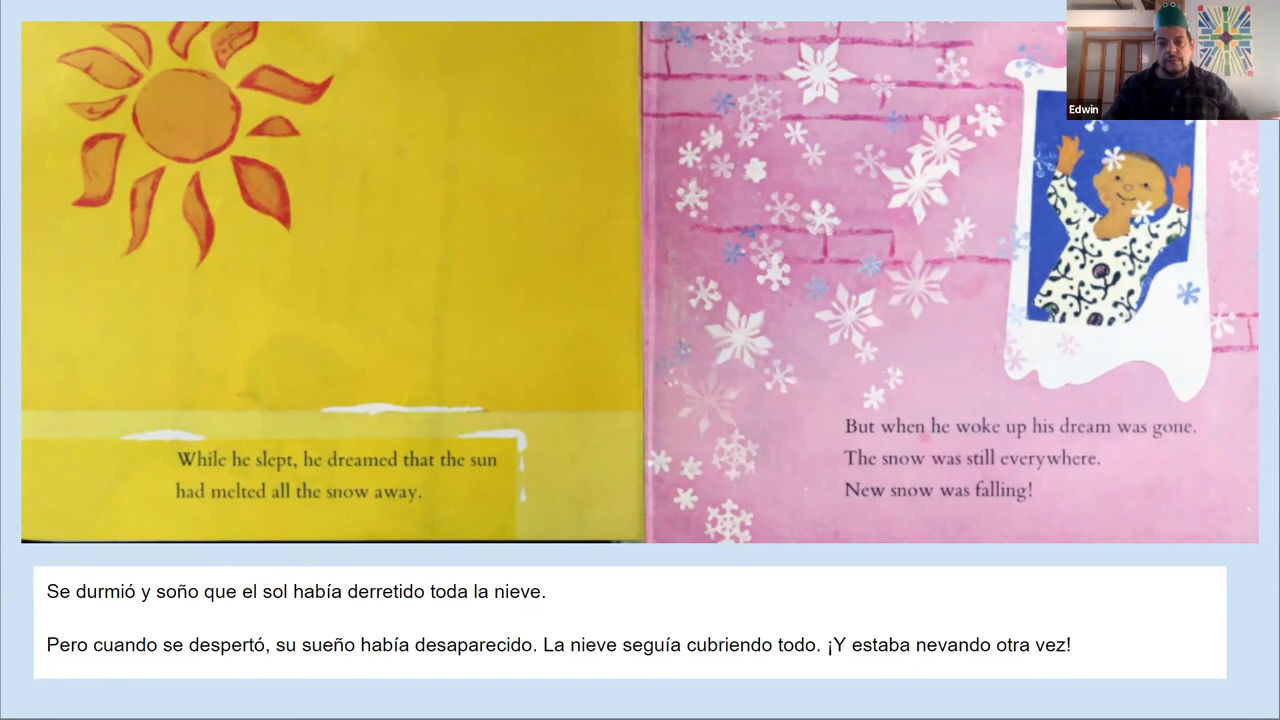 Edwin
While he slept, he dreamed that the sun
had melted all the snow away.
But when he woke up his dream was gone.
The snow was still everywhere.
New snow was falling!
Se durmió y soño que el sol había derretido toda la nieve.
Pero cuando se despertó, su sueño había desaparecido. La nieve seguía cubriendo todo. ¡Y estaba nevando otra vez!